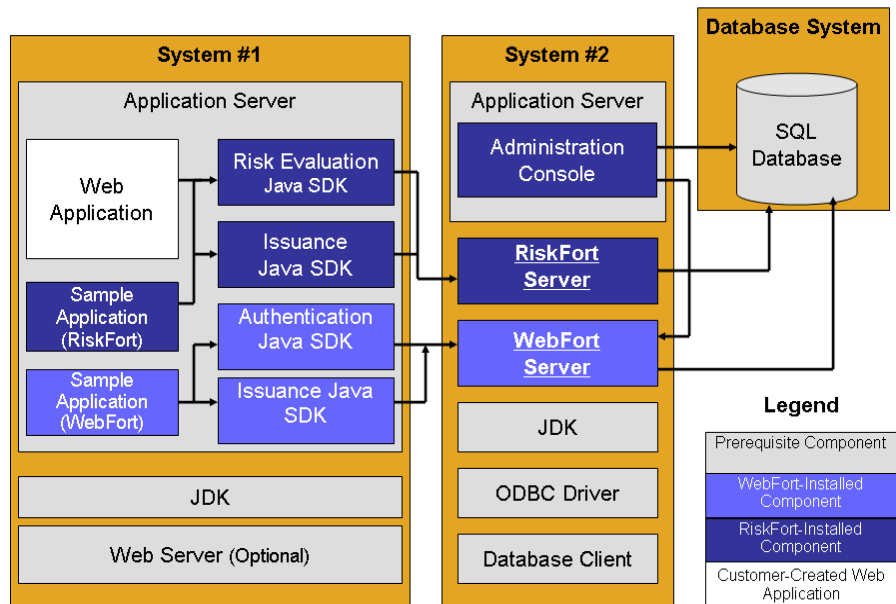 System #1
Application Server
Web
Application
Sample
Application
(RiskFort)
Sample
Application
(WebFort)
Risk Evaluation
Java SDK
Issuance
Java SDK
Authentication
Java SDK
Issuance Java
SDK
JDK
Web Server (Optional)
System #2
Application Server
Administration
Console
RiskFort
Server
WebFort
Server
JDK
ODBC Driver
Database Client
Database System
SQL
Database
Legend
Prerequisite Component
WebFort-Installed
Component
RiskFort-Installed
Component
Customer-Created Web
Application